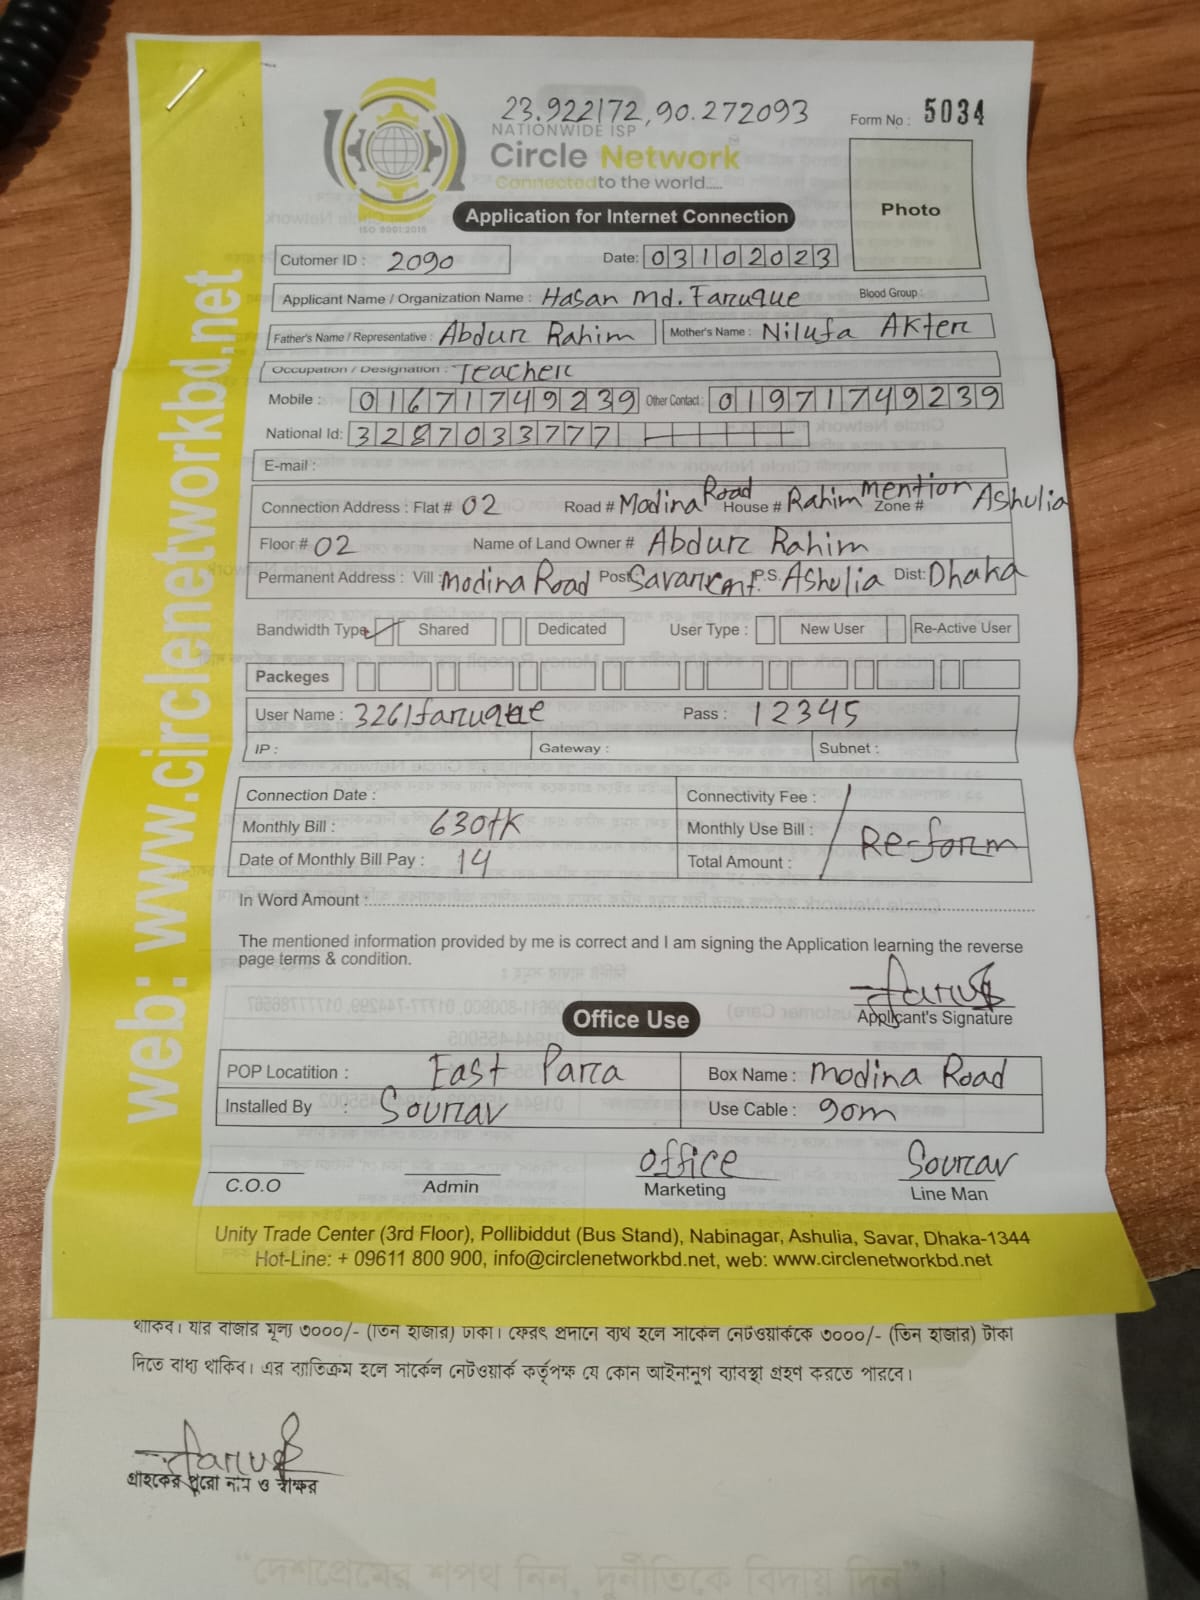 23.922172, 90.272093
NATIONWIDE ISP
Form No : 5034
Circle Network
Connected to the world.....
ISO 9001:2015
Photo
Application for Internet Connection
Cutomer ID : 2090 Date: 03102023
Applicant Name / Organization Name : Hasan Md. Faruque Blood Group :
Father's Name / Representative : Abdur Rahim Mother's Name : Nilufa Akter
Occupation / Designation : Teacher
Mobile : 01671749239 Other Contact : 01971749239
National Id: 3287033777
E-mail :
Connection Address : Flat # 02 Road # Modina Road House # Rahim mention Zone # Ashulia
Floor # 02 Name of Land Owner # Abdur Rahim
Permanent Address : Vill : Modina Road Post: Savar P.S. Ashulia Dist: Dhaka
Bandwidth Type Shared Dedicated User Type : New User Re-Active User
Packeges
User Name : 3261faruque Pass : 12345
IP : Gateway : Subnet :
Connection Date : Connectivity Fee :
Monthly Bill : 630tk Monthly Use Bill : Re-form
Date of Monthly Bill Pay : 14 Total Amount :
In Word Amount :
The mentioned information provided by me is correct and I am signing the Application learning the reverse
page terms & condition.
Faruk
Applicant's Signature
Office Use
POP Locatition : East Para Box Name : Modina Road
Installed By : Sourav Use Cable : 90m
Office Sourav
C.O.O Admin Marketing Line Man
Unity Trade Center (3rd Floor), Pollibiddut (Bus Stand), Nabinagar, Ashulia, Savar, Dhaka-1344
Hot-Line: + 09611 800 900, info@circlenetworkbd.net, web: www.circlenetworkbd.net
web: www.circlenetworkbd.net
থাকিব। যার বাজার মূল্য ৩০০০/- (তিন হাজার) টাকা। ফেরৎ প্রদানে ব্যর্থ হলে সার্কেল নেটওয়ার্ককে ৩০০০/- (তিন হাজার) টাকা
দিতে বাধ্য থাকিব। এর ব্যাতিক্রম হলে সার্কেল নেটওয়ার্ক কর্তৃপক্ষ যে কোন আইনানুগ ব্যাবস্থা গ্রহণ করতে পারবে।
Faruk
গ্রাহকের পুরো নাম ও স্বাক্ষর
“দেশপ্রেমের শপথ নিন, দুর্নীতিকে বিদায় দিন”